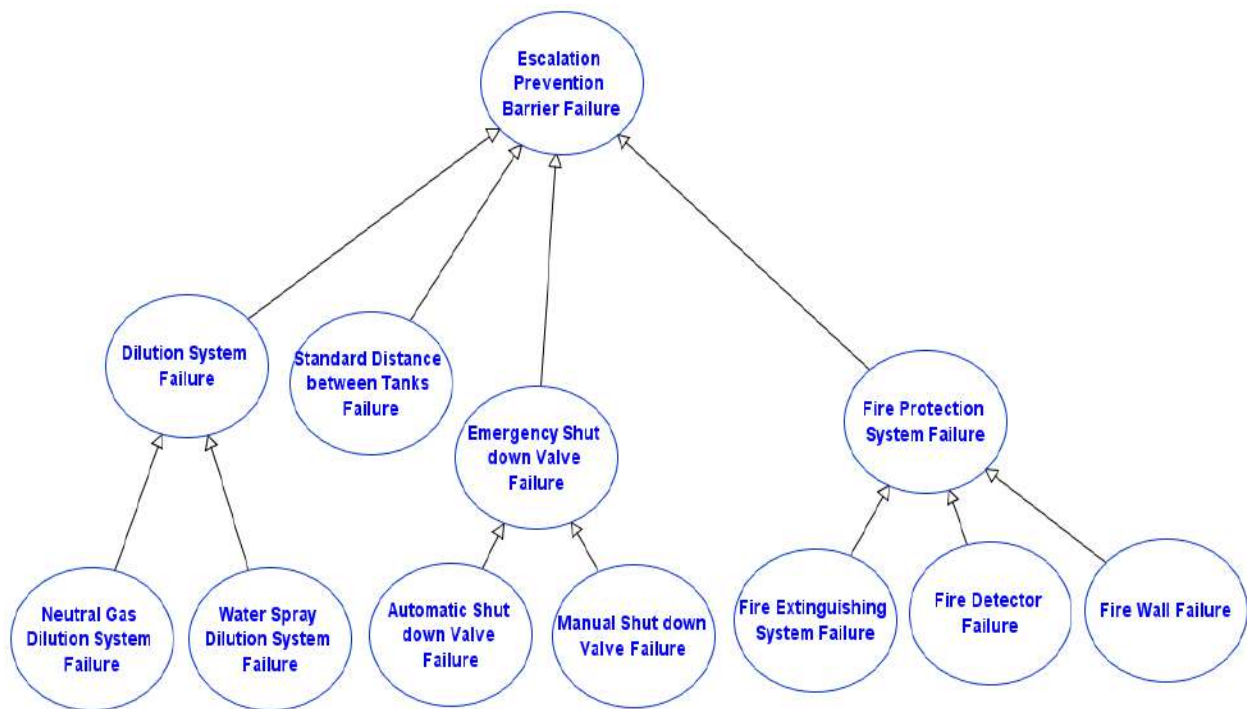 Escalation
Prevention
Barrier Failure
Dilution System
Failure
Standard Distance
between Tanks
Failure
Emergency Shut
down Valve
Failure
Fire Protection
System Failure
Neutral Gas
Dilution System
Failure
Water Spray
Dilution System
Failure
Automatic Shut
down Valve
Failure
Manual Shut down
Valve Failure
Fire Extinguishing
System Failure
Fire Detector
Failure
Fire Wall Failure